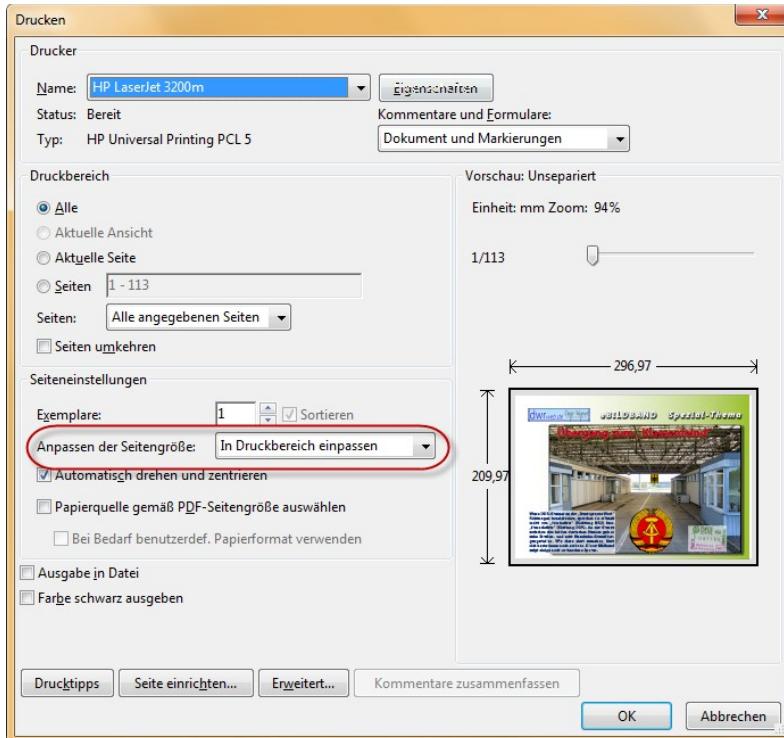 Drucken
Drucker
Name: HP LaserJet 3200m
Eigenschaften
Status: Bereit
Kommentare und Formulare:
Typ: HP Universal Printing PCL 5
Dokument und Markierungen
Druckbereich
Alle
Aktuelle Ansicht
Aktuelle Seite
Seiten 1 - 113
Seiten: Alle angegebenen Seiten
Seiten umkehren
Seiteneinstellungen
Exemplare: 1 Sortieren
Anpassen der Seitengröße: In Druckbereich einpassen
Automatisch drehen und zentrieren
Papierquelle gemäß PDF-Seitengröße auswählen
Bei Bedarf benutzerdef. Papierformat verwenden
Ausgabe in Datei
Farbe schwarz ausgeben
Vorschau: Unsepariert
Einheit: mm Zoom: 94%
1/113
296,97
209,97
eBILDBAND Spezial-Thema
Übergang zum "Klassenfeind"
Drucktipps
Seite einrichten...
Erweitert...
Kommentare zusammenfassen
OK
Abbrechen